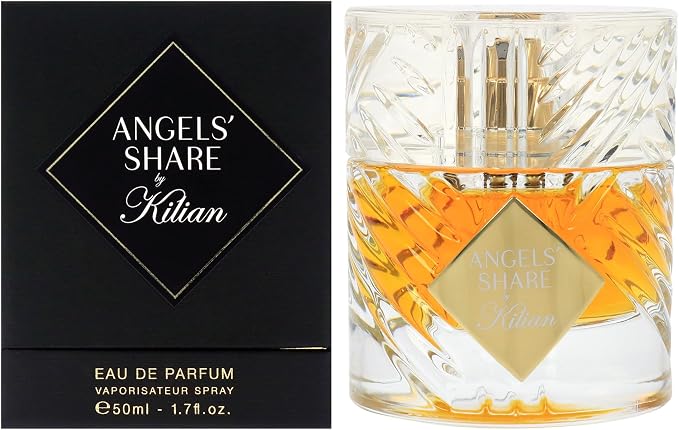 ANGELS'
SHARE
by
Kilian
EAU DE PARFUM
VAPORISATEUR SPRAY
℮50ml - 1.7fl.oz.
ANGELS'
SHARE
by
Kilian